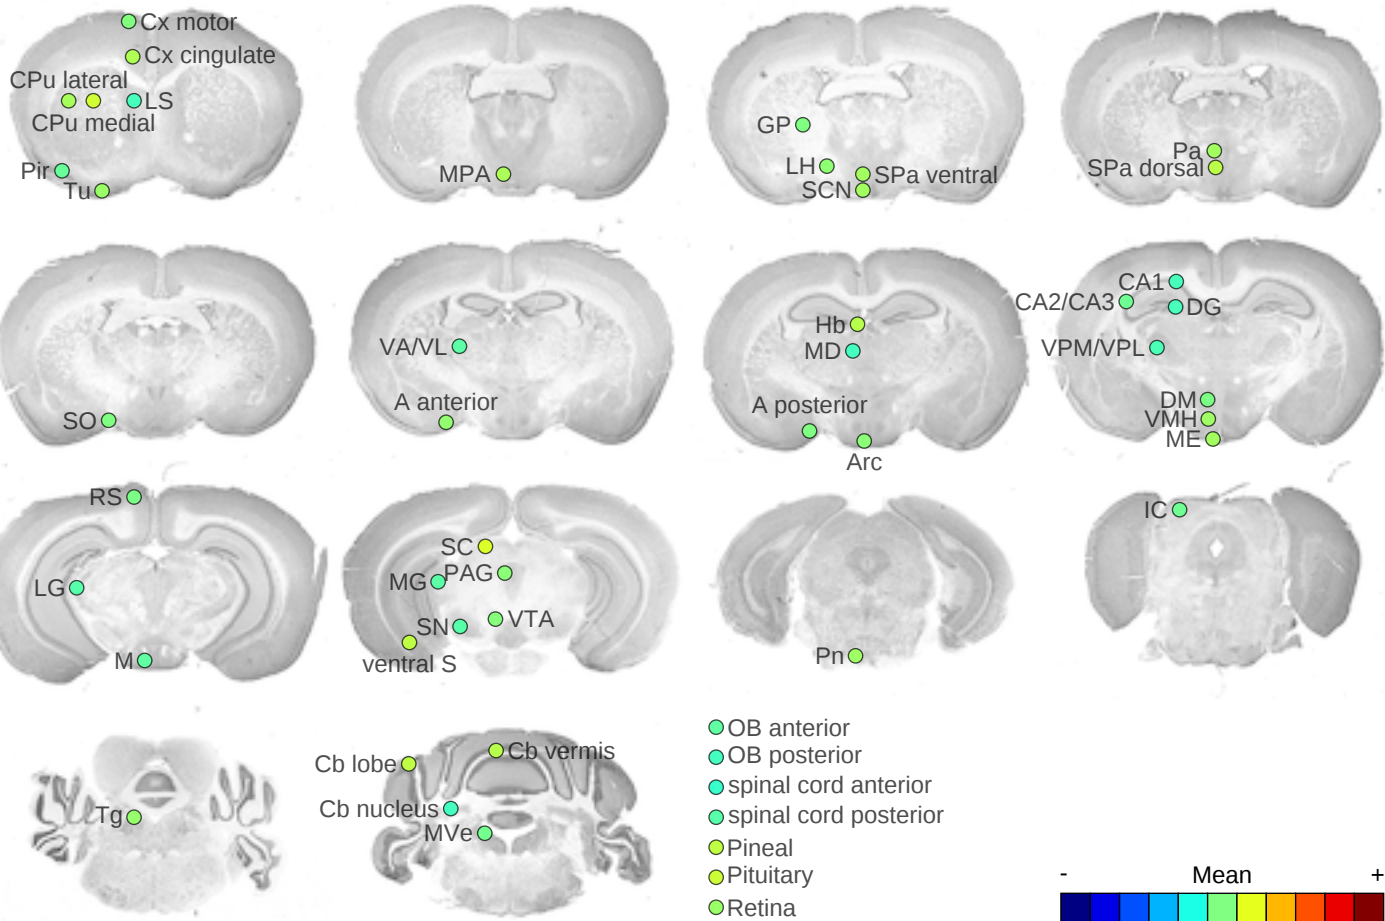 Cx motor
Cx cingulate
CPu lateral
LS
CPu medial
Pir
Tu
MPA
GP
LH
SPa ventral
SCN
Pa
SPa dorsal
SO
VA/VL
A anterior
Hb
MD
A posterior
Arc
CA1
CA2/CA3
DG
VPM/VPL
DM
VMH
ME
RS
LG
M
SC
MG
PAG
SN
VTA
ventral S
Pn
IC
Tg
Cb lobe
Cb vermis
Cb nucleus
MVe
OB anterior
OB posterior
spinal cord anterior
spinal cord posterior
Pineal
Pituitary
Retina
- Mean +